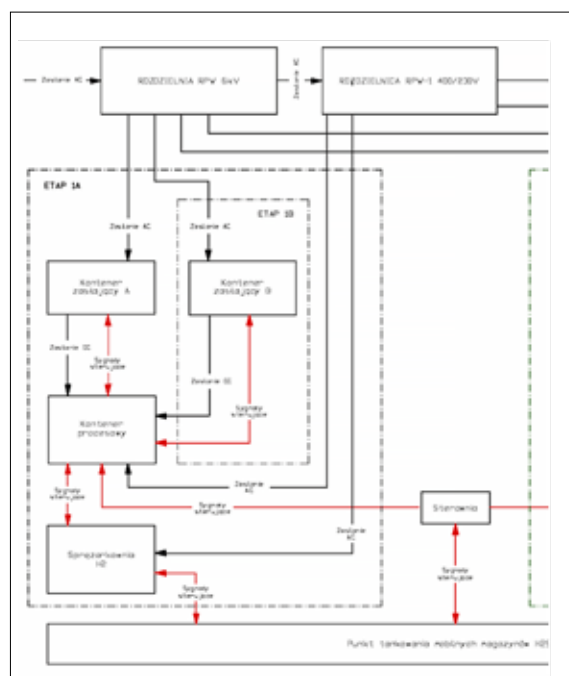 Zasilanie AC
ROZDZIELNIA RPW 6kV
Zasilanie AC
ROZDZIELNICA RPW-1 400/230V
ETAP 1A
ETAP 1B
Zasilanie AC
Zasilanie AC
Kontener
zasilający A
Kontener
zasilający B
Zasilanie DC
Sygnały
sterujące
Zasilanie DC
Sygnały
sterujące
Kontener
procesowy
Sygnały
sterujące
Zasilanie
AC
Sygnały
sterujące
Sterownia
Zasilanie
AC
Sprężarkownia
H2
Sygnały
sterujące
Sygnały
sterujące
Punkt tankowania mobilnych magazynów